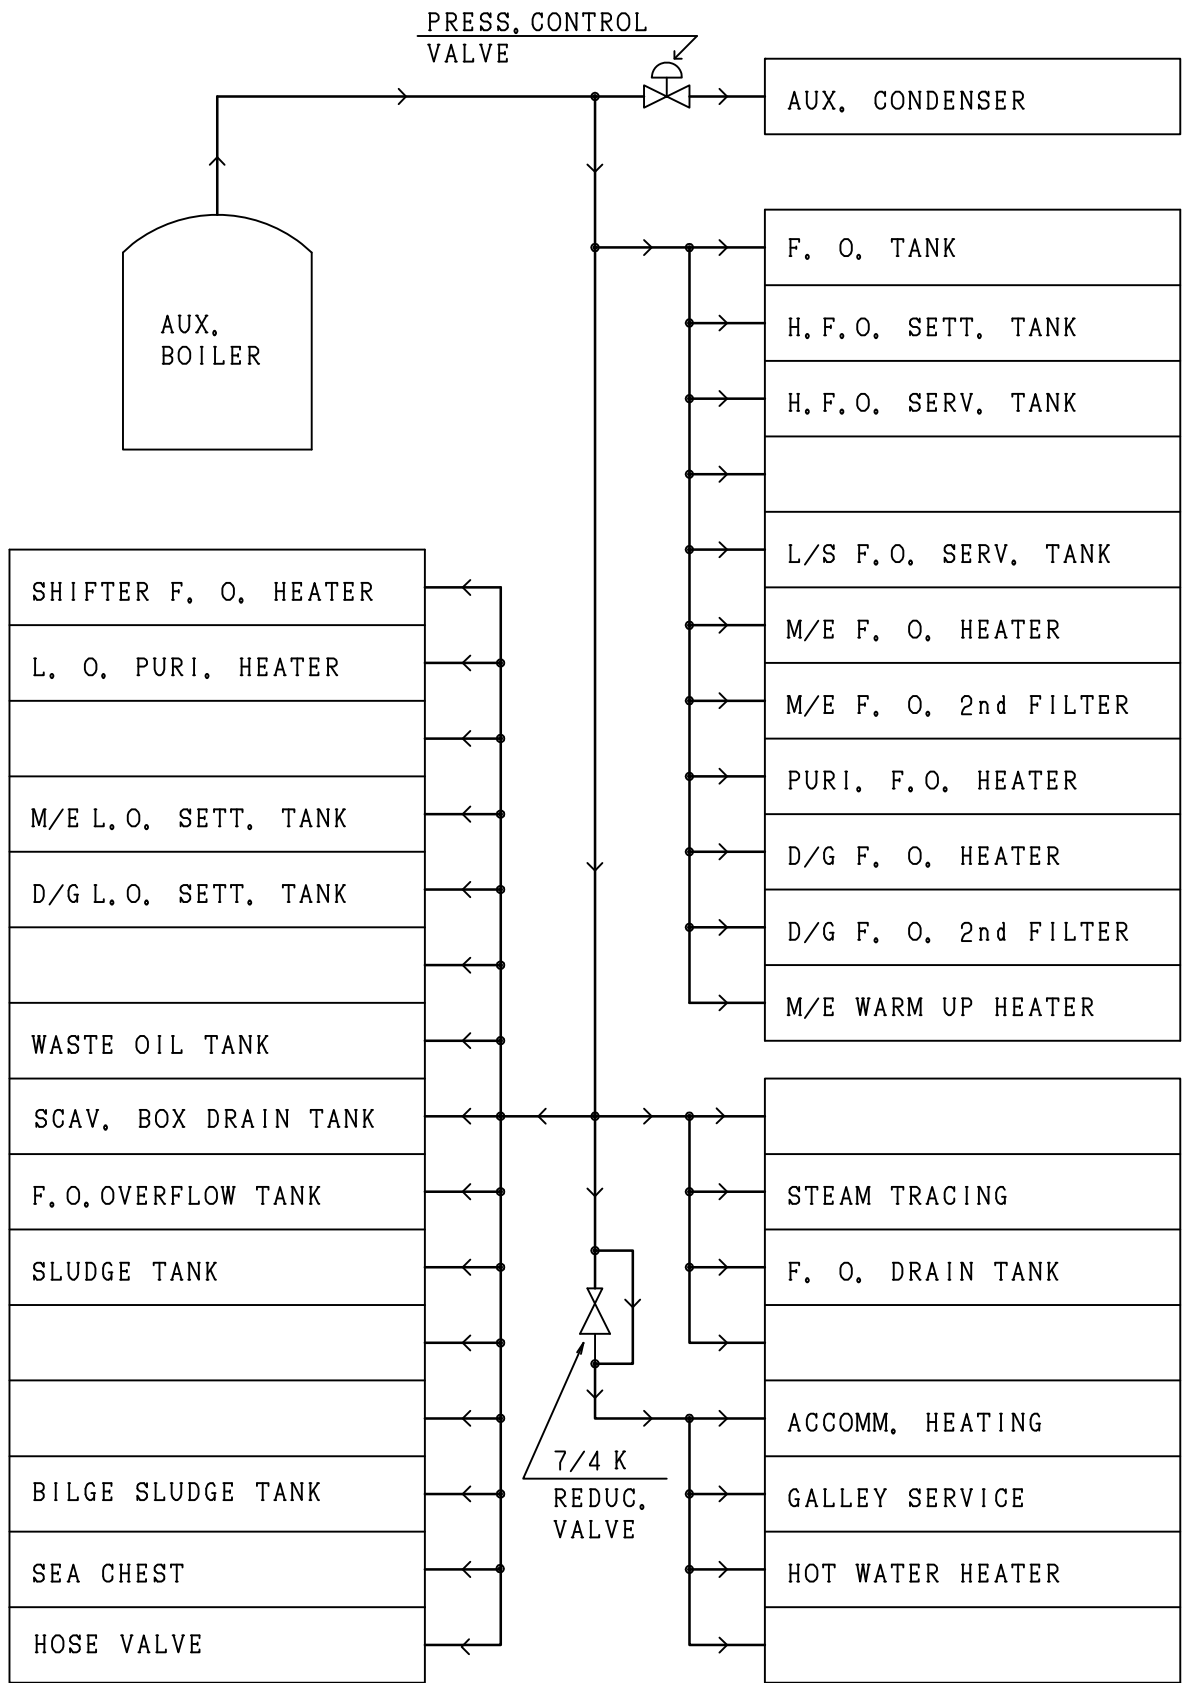 PRESS. CONTROL
VALVE
AUX. CONDENSER
AUX.
BOILER
F. O. TANK
H.F.O. SETT. TANK
H.F.O. SERV. TANK
L/S F.O. SERV. TANK
M/E F. O. HEATER
M/E F. O. 2nd FILTER
PURI. F.O. HEATER
D/G F. O. HEATER
D/G F. O. 2nd FILTER
M/E WARM UP HEATER
SHIFTER F. O. HEATER
L. O. PURI. HEATER
M/E L.O. SETT. TANK
D/G L.O. SETT. TANK
WASTE OIL TANK
SCAV. BOX DRAIN TANK
F.O.OVERFLOW TANK
SLUDGE TANK
BILGE SLUDGE TANK
SEA CHEST
HOSE VALVE
7/4 K
REDUC.
VALVE
STEAM TRACING
F. O. DRAIN TANK
ACCOMM. HEATING
GALLEY SERVICE
HOT WATER HEATER